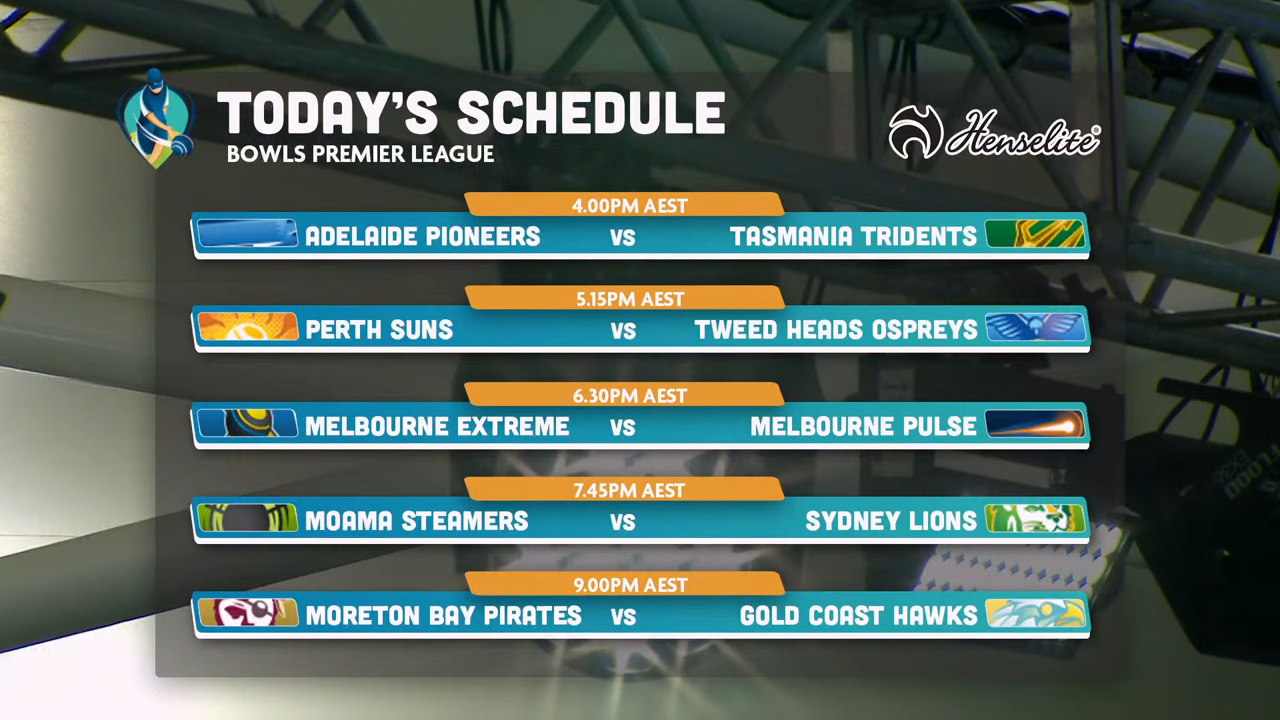 TODAY'S SCHEDULE
BOWLS PREMIER LEAGUE
Henselite
4.00PM AEST
ADELAIDE PIONEERS VS TASMANIA TRIDENTS
5.15PM AEST
PERTH SUNS VS TWEED HEADS OSPREYS
6.30PM AEST
MELBOURNE EXTREME VS MELBOURNE PULSE
7.45PM AEST
MOAMA STEAMERS VS SYDNEY LIONS
9.00PM AEST
MORETON BAY PIRATES VS GOLD COAST HAWKS